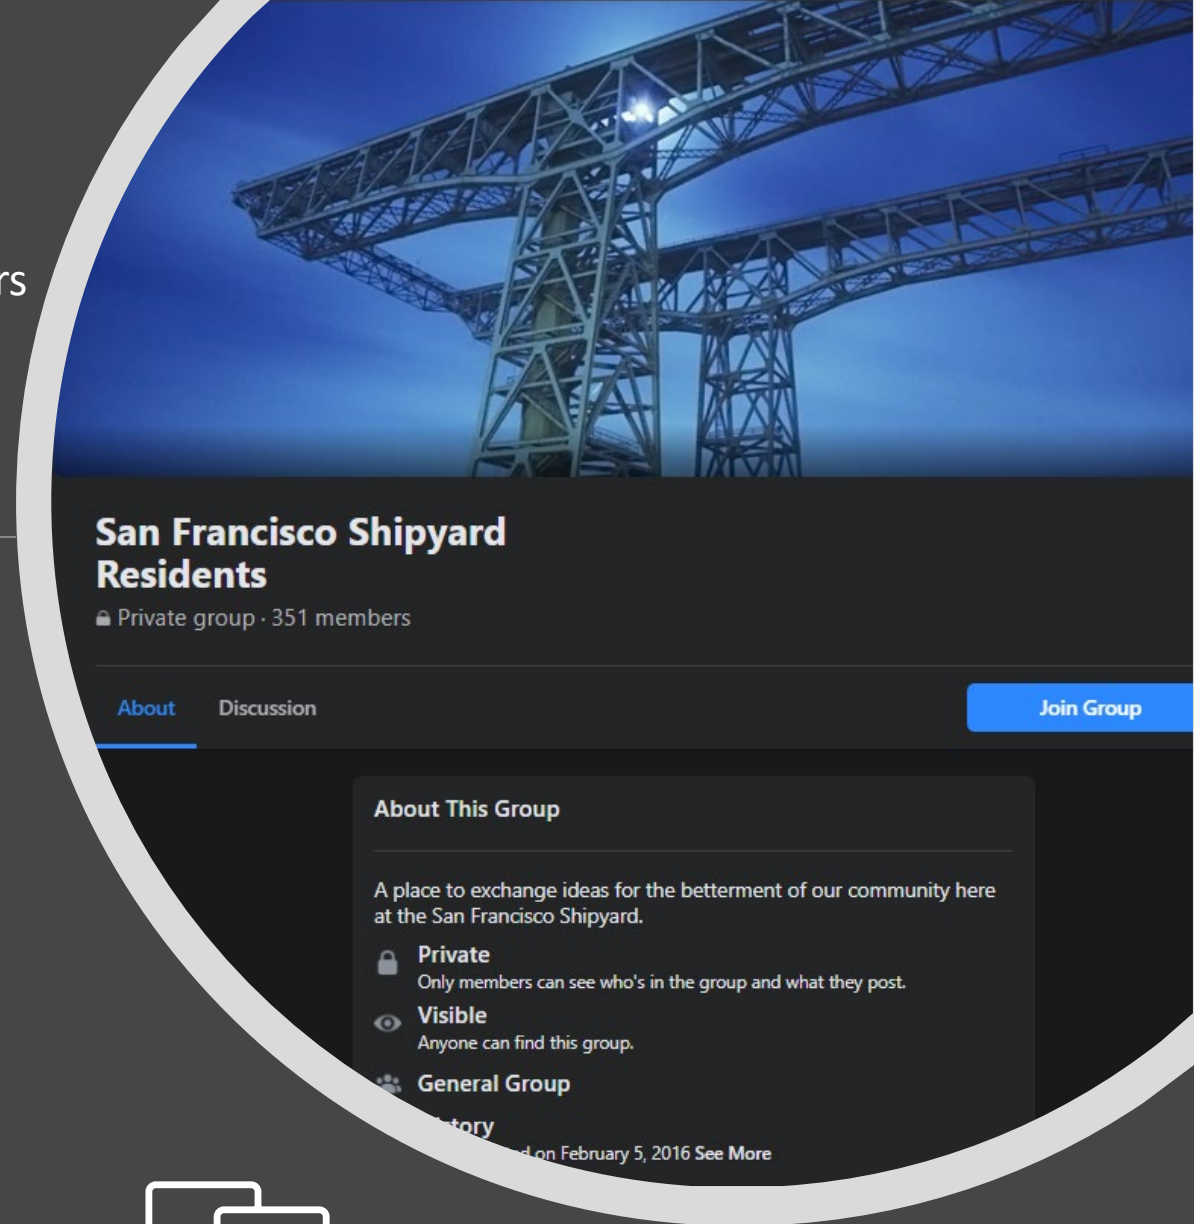 San Francisco Shipyard
Residents
Private group · 351 members
About Discussion Join Group
About This Group
A place to exchange ideas for the betterment of our community here
at the San Francisco Shipyard.
Private
Only members can see who's in the group and what they post.
Visible
Anyone can find this group.
General Group
on February 5, 2016 See More